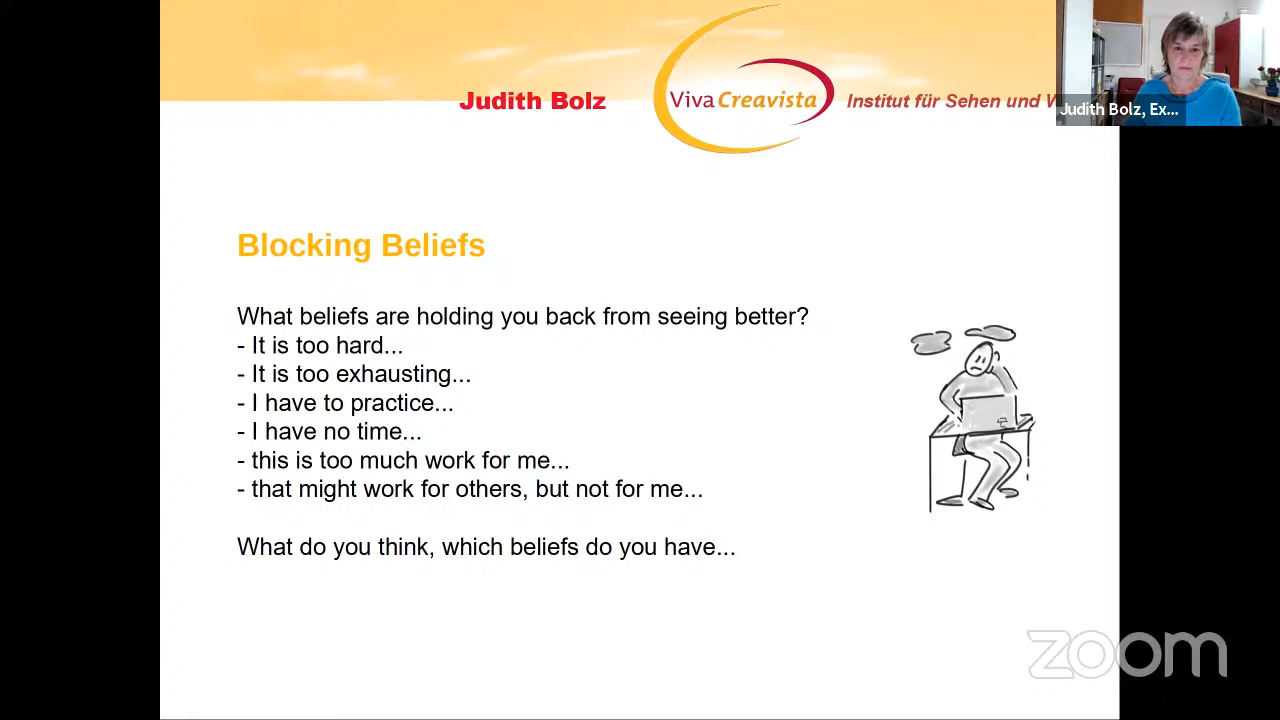 Judith Bolz
VivaCreavista
Institut für Sehen und
Judith Bolz, Ex...
Blocking Beliefs
What beliefs are holding you back from seeing better?
- It is too hard...
- It is too exhausting...
- I have to practice...
- I have no time...
- this is too much work for me...
- that might work for others, but not for me...
What do you think, which beliefs do you have...
zoom